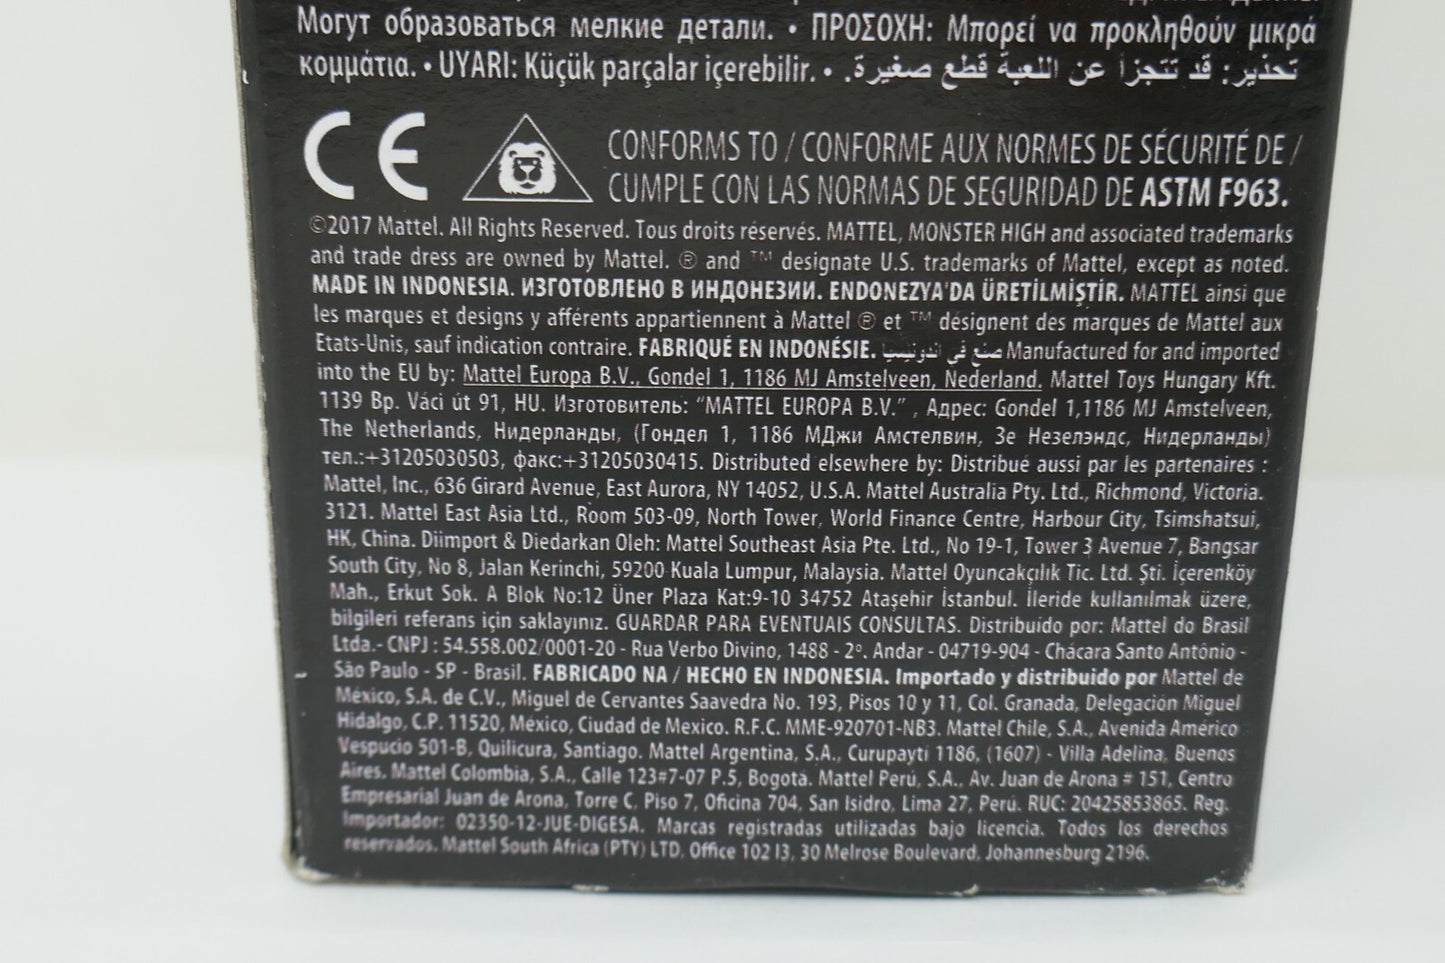 Могут образоваться мелкие детали. • ΠΡΟΣΟΧΗ: Μπορεί να προκληθούν μικρά
κομμάτια. • UYARI: Küçük parçalar içerebilir. • تحذير: قد تتجزأ عن اللعبة قطع صغيرة.
CE
CONFORMS TO / CONFORME AUX NORMES DE SÉCURITÉ DE /
CUMPLE CON LAS NORMAS DE SEGURIDAD DE ASTM F963.
©2017 Mattel. All Rights Reserved. Tous droits réservés. MATTEL, MONSTER HIGH and associated trademarks
and trade dress are owned by Mattel. ® and ™ designate U.S. trademarks of Mattel, except as noted.
MADE IN INDONESIA. ИЗГОТОВЛЕНО В ИНДОНЕЗИИ. ENDONEZYA'DA ÜRETİLMİŞTİR. MATTEL ainsi que
les marques et designs y afférents appartiennent à Mattel ® et ™ désignent des marques de Mattel aux
Etats-Unis, sauf indication contraire. FABRIQUÉ EN INDONÉSIE. صنع في اندونيسيا Manufactured for and imported
into the EU by: Mattel Europa B.V., Gondel 1, 1186 MJ Amstelveen, Nederland. Mattel Toys Hungary Kft.
1139 Bp. Váci út 91, HU. Изготовитель: “MATTEL EUROPA B.V.” , Адрес: Gondel 1,1186 MJ Amstelveen,
The Netherlands, Нидерланды, (Гондел 1, 1186 МДжи Амстелвин, Зе Незелэндс, Нидерланды)
тел.:+31205030503, факс:+31205030415. Distributed elsewhere by: Distribué aussi par les partenaires :
Mattel, Inc., 636 Girard Avenue, East Aurora, NY 14052, U.S.A. Mattel Australia Pty. Ltd., Richmond, Victoria.
3121. Mattel East Asia Ltd., Room 503-09, North Tower, World Finance Centre, Harbour City, Tsimshatsui,
HK, China. Diimport & Diedarkan Oleh: Mattel Southeast Asia Pte. Ltd., No 19-1, Tower 3 Avenue 7, Bangsar
South City, No 8, Jalan Kerinchi, 59200 Kuala Lumpur, Malaysia. Mattel Oyuncakçılık Tic. Ltd. Şti. İçerenköy
Mah., Erkut Sok. A Blok No:12 Üner Plaza Kat:9-10 34752 Ataşehir İstanbul. İleride kullanılmak üzere,
bilgileri referans için saklayınız. GUARDAR PARA EVENTUAIS CONSULTAS. Distribuido por: Mattel do Brasil
Ltda.- CNPJ : 54.558.002/0001-20 - Rua Verbo Divino, 1488 - 2º. Andar - 04719-904 - Chácara Santo Antônio -
São Paulo - SP - Brasil. FABRICADO NA / HECHO EN INDONESIA. Importado y distribuido por Mattel de
México, S.A. de C.V., Miguel de Cervantes Saavedra No. 193, Pisos 10 y 11, Col. Granada, Delegación Miguel
Hidalgo, C.P. 11520, México, Ciudad de Mexico. R.F.C. MME-920701-NB3. Mattel Chile, S.A., Avenida Américo
Vespucio 501-B, Quilicura, Santiago. Mattel Argentina, S.A., Curupaytí 1186, (1607) - Villa Adelina, Buenos
Aires. Mattel Colombia, S.A., Calle 123#7-07 P.5, Bogotá. Mattel Perú, S.A., Av. Juan de Arona # 151, Centro
Empresarial Juan de Arona, Torre C, Piso 7, Oficina 704, San Isidro, Lima 27, Perú. RUC: 20425853865. Reg.
Importador: 02350-12-JUE-DIGESA. Marcas registradas utilizadas bajo licencia. Todos los derechos
reservados. Mattel South Africa (PTY) LTD, Office 102 I3, 30 Melrose Boulevard, Johannesburg 2196.